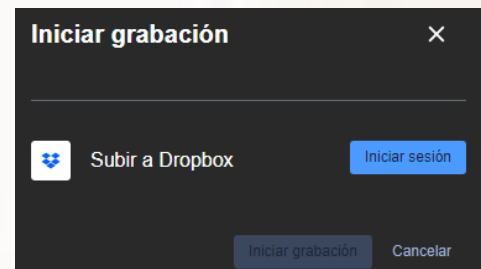 Iniciar grabación
Subir a Dropbox
Iniciar sesión
Iniciar grabación
Cancelar